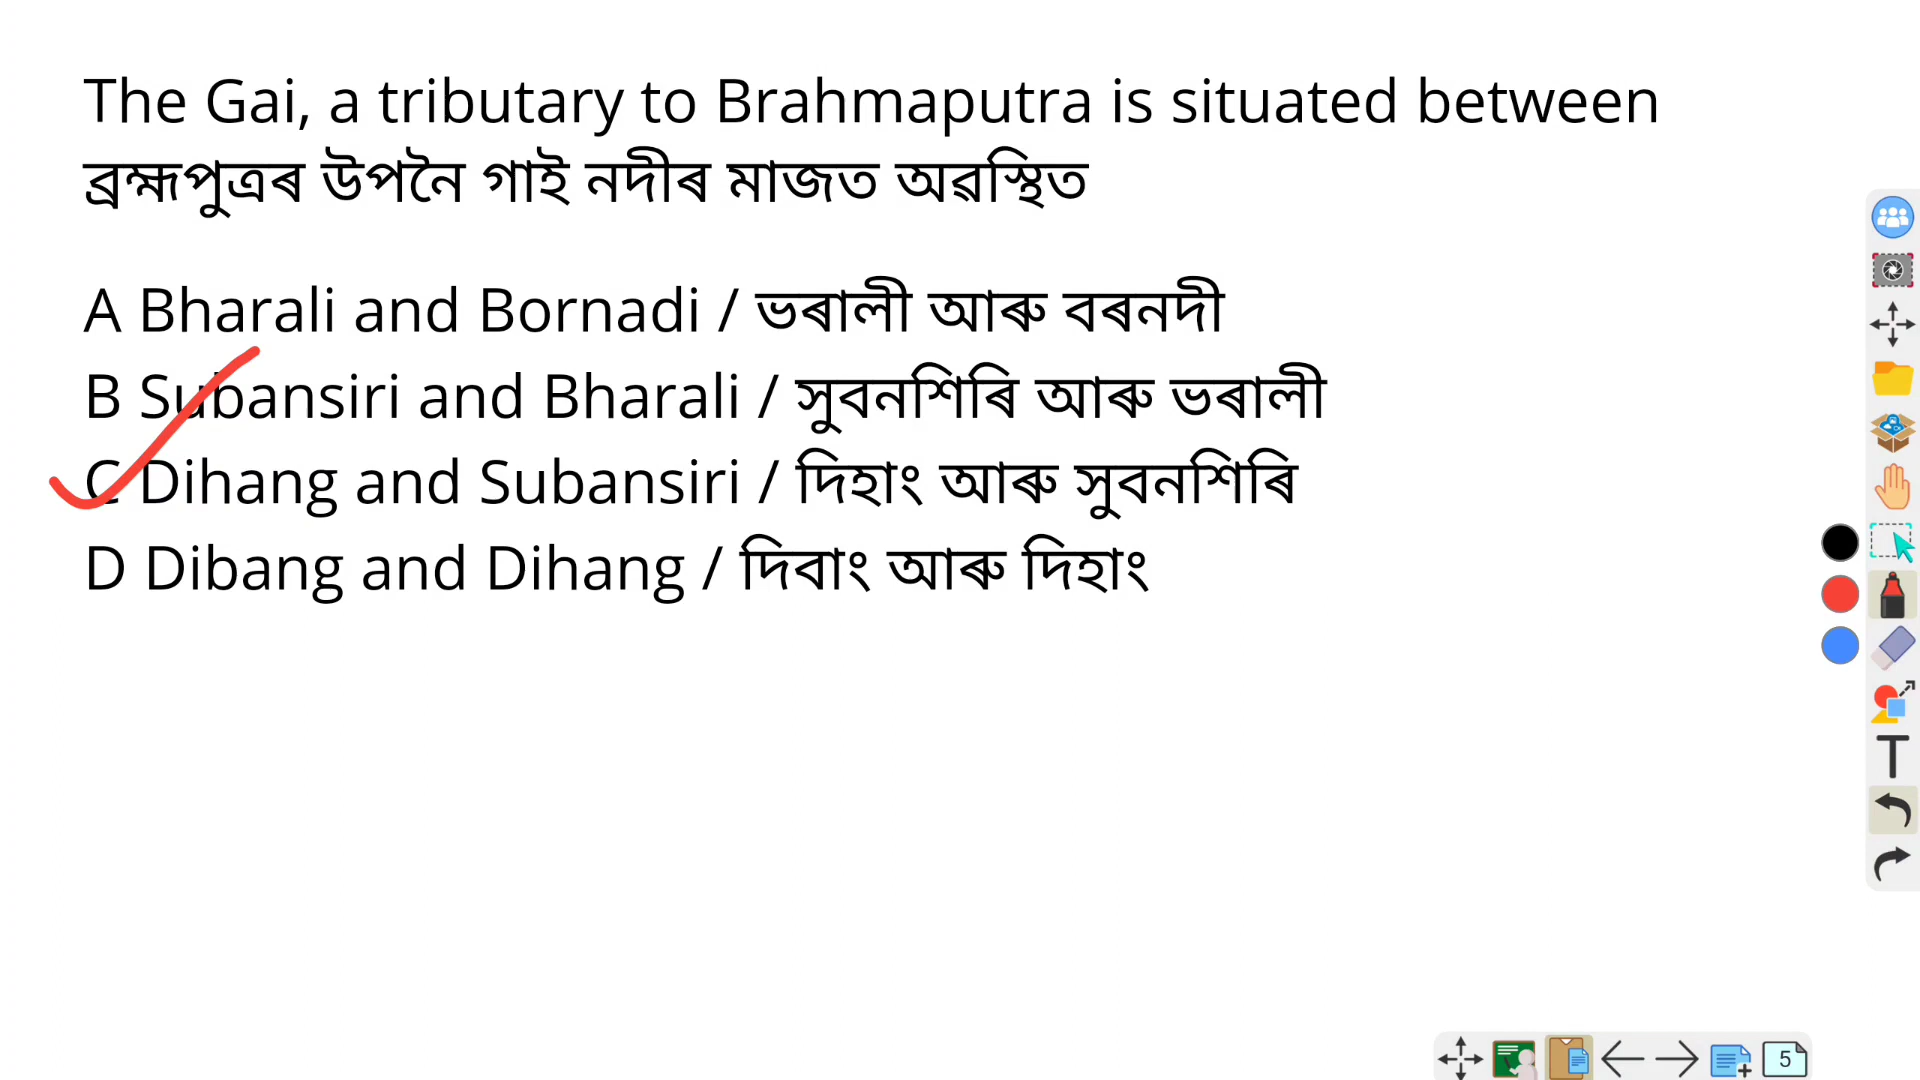 The Gai, a tributary to Brahmaputra is situated between
ব্ৰহ্মপুত্ৰৰ উপনৈ গাই নদীৰ মাজত অৱস্থিত
A Bharali and Bornadi / ভৰালী আৰু বৰনদী
B Subansiri and Bharali / সুবনশিৰি আৰু ভৰালী
C Dihang and Subansiri / দিহাং আৰু সুবনশিৰি
D Dibang and Dihang / দিবাং আৰু দিহাং
T
5